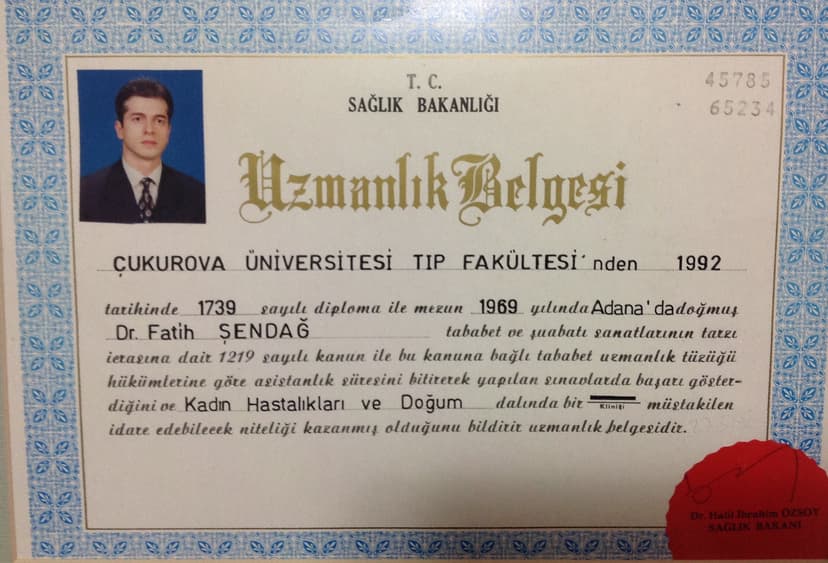 T. C.
SAĞLIK BAKANLIĞI
45785
65234
Uzmanlık Belgesi
ÇUKUROVA ÜNİVERSİTESİ TIP FAKÜLTESİ'nden 1992
tarihinde 1739 sayılı diploma ile mezun 1969 yılında Adana'da doğmuş
Dr. Fatih ŞENDAĞ tababet ve şuabatı sanatlarının tarzı
icrasına dair 1219 sayılı kanun ile bu kanuna bağlı tababet uzmanlık tüzüğü
hükümlerine göre asistanlık süresini bitirerek yapılan sınavlarda başarı göster-
diğini ve Kadın Hastalıkları ve Doğum dalında bir Kliniği müstakilen
idare edebilecek niteliği kazanmış olduğunu bildirir uzmanlık belgesidir.
Dr. Halil İbrahim ÖZSOY
SAĞLIK BAKANI